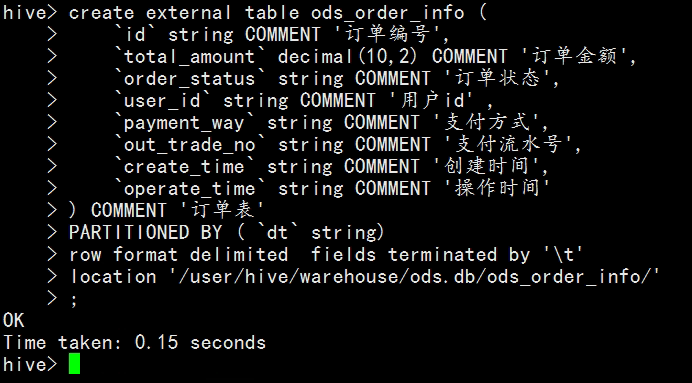 hive> create external table ods_order_info (
    >     `id` string COMMENT '订单编号',
    >     `total_amount` decimal(10,2) COMMENT '订单金额',
    >     `order_status` string COMMENT '订单状态',
    >     `user_id` string COMMENT '用户id' ,
    >     `payment_way` string COMMENT '支付方式',
    >     `out_trade_no` string COMMENT '支付流水号',
    >     `create_time` string COMMENT '创建时间',
    >     `operate_time` string COMMENT '操作时间'
    > ) COMMENT '订单表'
    > PARTITIONED BY ( `dt` string)
    > row format delimited  fields terminated by '\t'
    > location '/user/hive/warehouse/ods.db/ods_order_info/'
    > ;
OK
Time taken: 0.15 seconds
hive>